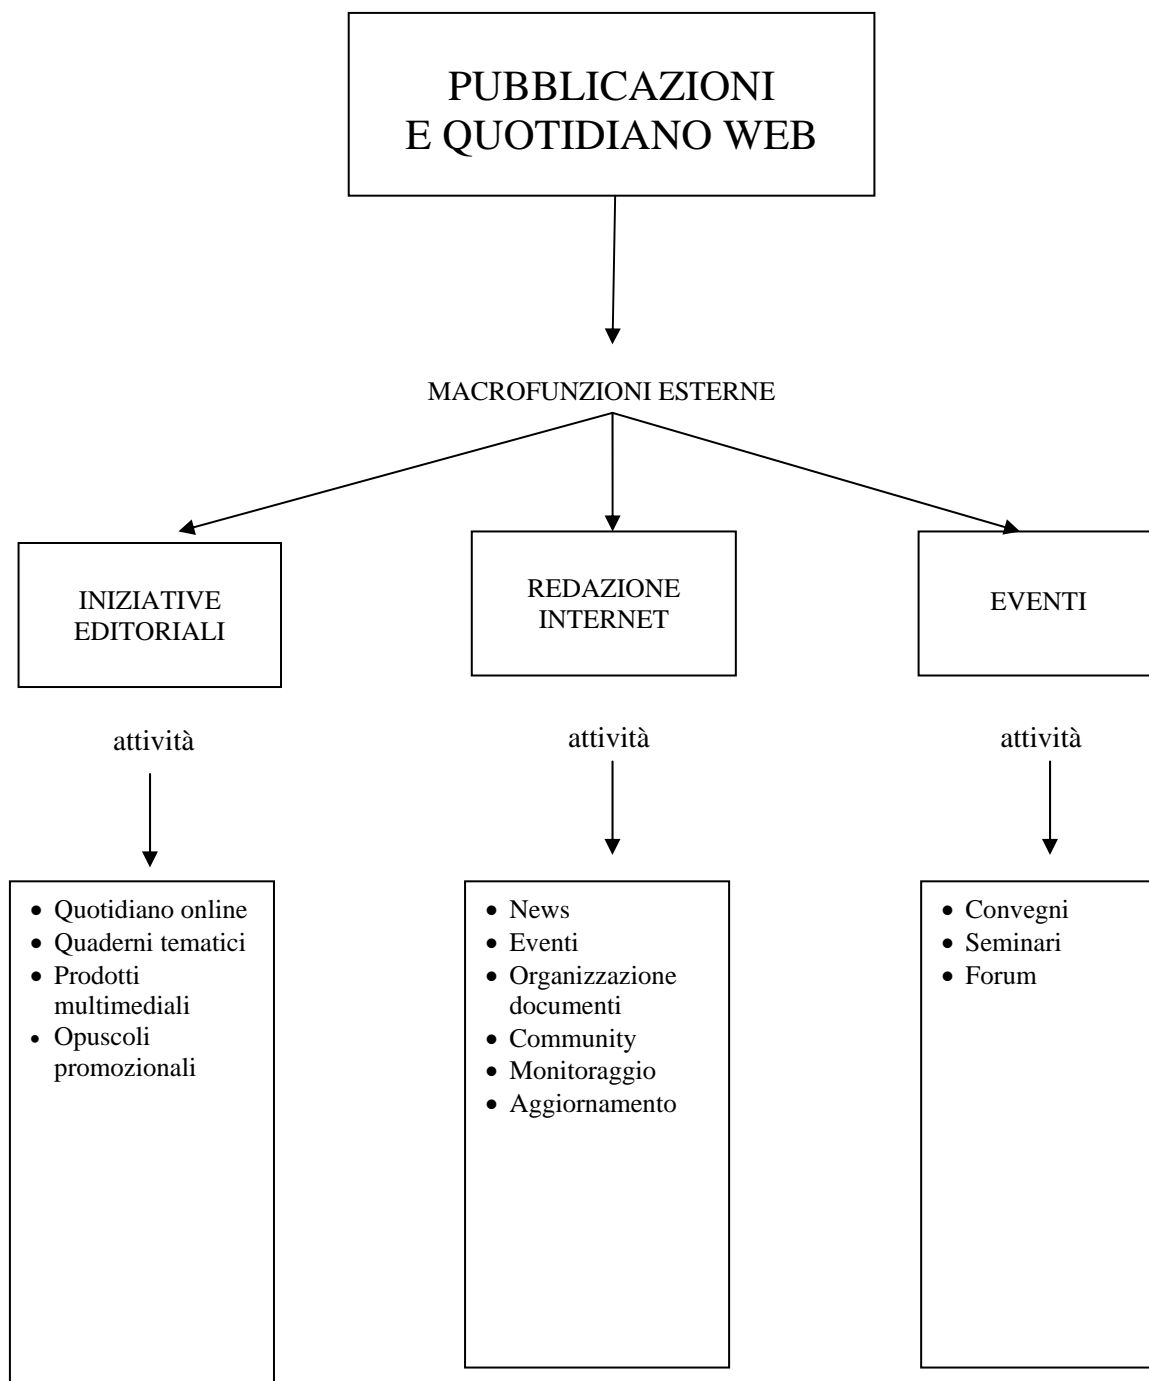 PUBBLICAZIONI
E QUOTIDIANO WEB
MACROFUNZIONI ESTERNE
INIZIATIVE
EDITORIALI
REDAZIONE
INTERNET
EVENTI
attività
attività
attività
• Quotidiano online
• Quaderni tematici
• Prodotti
multimediali
• Opuscoli
promozionali
• News
• Eventi
• Organizzazione
documenti
• Community
• Monitoraggio
• Aggiornamento
• Convegni
• Seminari
• Forum